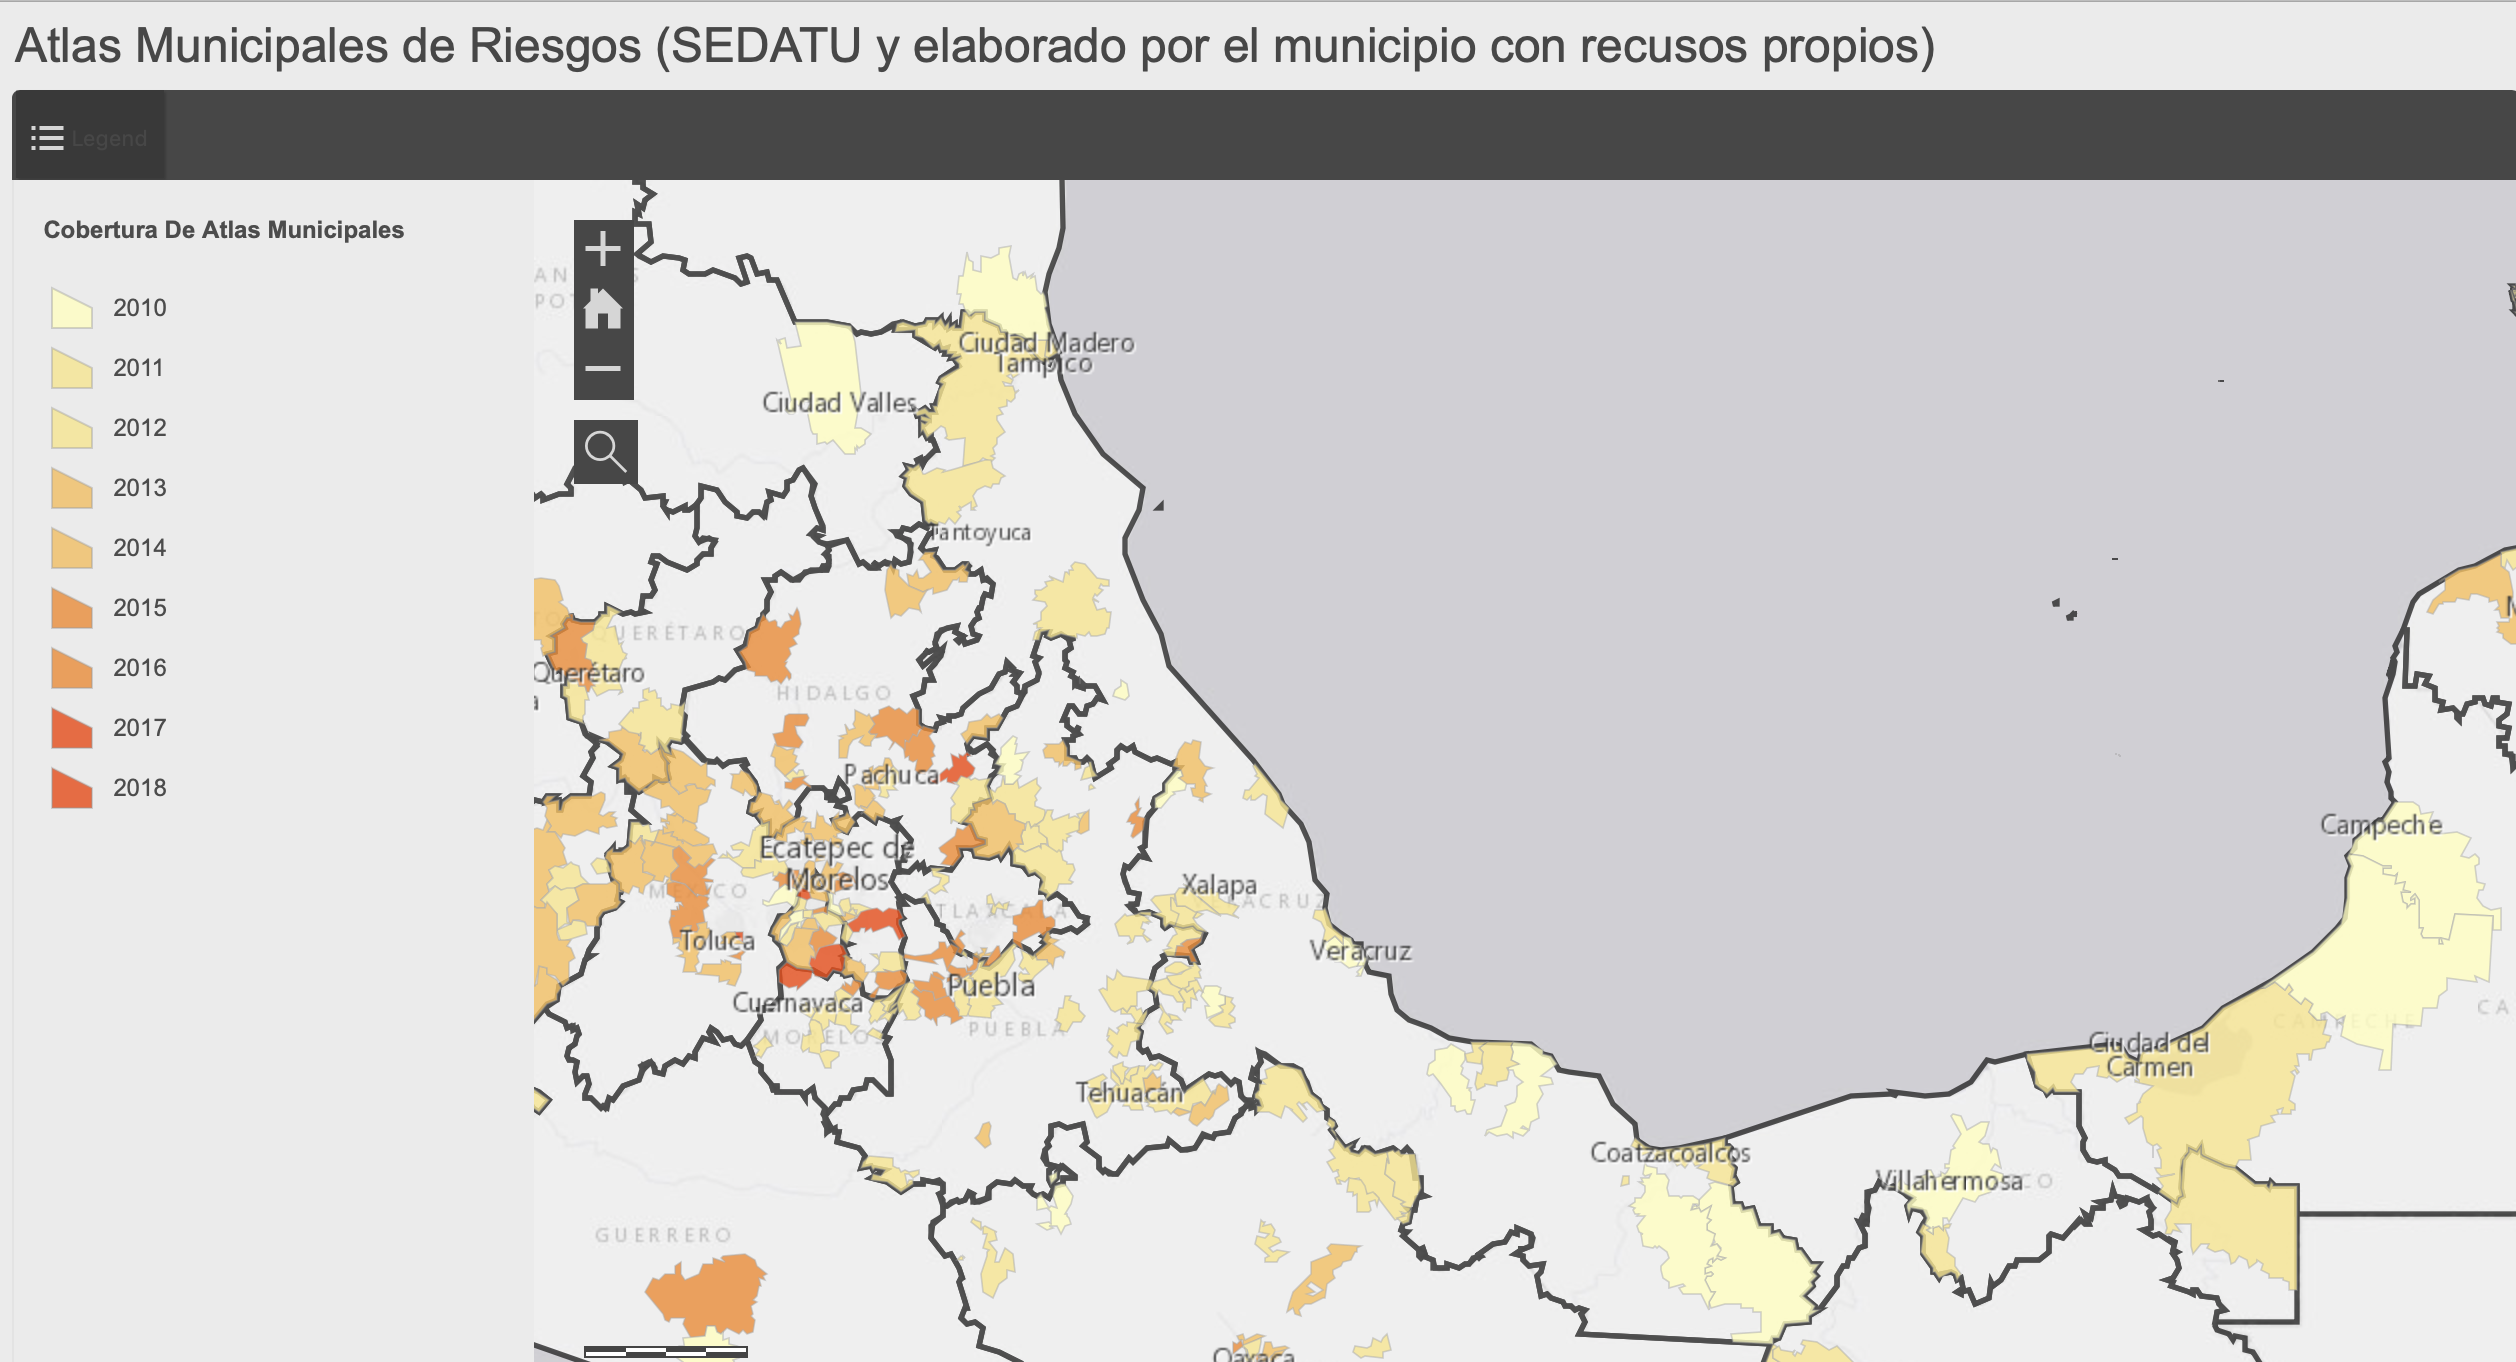 Atlas Municipales de Riesgos (SEDATU y elaborado por el municipio con recusos propios)
Legend
Cobertura De Atlas Municipales
2010
2011
2012
2013
2014
2015
2016
2017
2018
Ciudad Madero
Tampico
Ciudad Valles
Tantoyuca
QUERÉTARO
Querétaro
HIDALGO
Pachuca
Ecatepec de
Morelos
MÉXICO
Xalapa
VERACRUZ
TLAXCALA
Toluca
Veracruz
Puebla
Cuernavaca
PUEBLA
MORELOS
Tehuacán
Campeche
CAMPECHE
CA
Ciudad del
Carmen
Coatzacoalcos
Villahermosa
CO
GUERRERO
Oaxaca